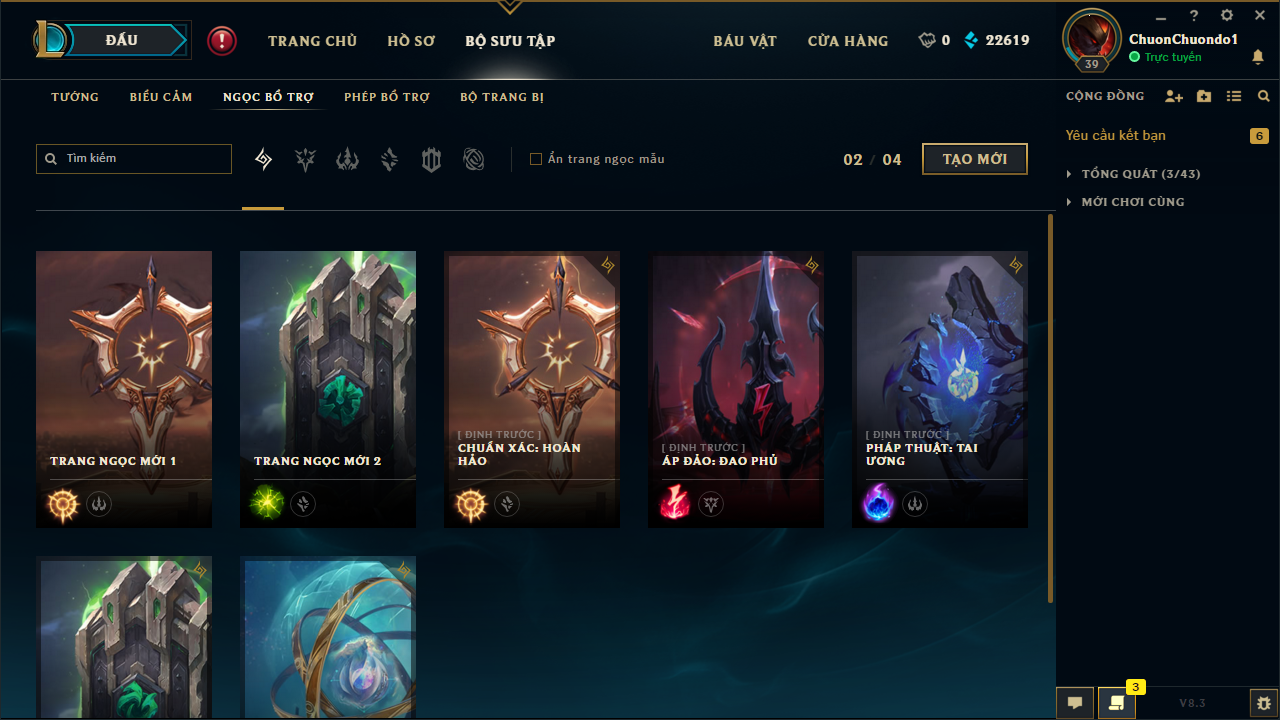 ĐẤU
TRANG CHỦ
HỒ SƠ
BỘ SƯU TẬP
BÁU VẬT
CỬA HÀNG
0
22619
39
ChuonChuondo1
Trực tuyến
TƯỚNG
BIỂU CẢM
NGỌC BỔ TRỢ
PHÉP BỔ TRỢ
BỘ TRANG BỊ
CỘNG ĐỒNG
Tìm kiếm
Ẩn trang ngọc mẫu
02 / 04
TẠO MỚI
Yêu cầu kết bạn
6
TỔNG QUÁT (3/43)
MỚI CHƠI CÙNG
TRANG NGỌC MỚI 1
TRANG NGỌC MỚI 2
[ ĐỊNH TRƯỚC ]
CHUẨN XÁC: HOÀN
HẢO
[ ĐỊNH TRƯỚC ]
ÁP ĐẢO: ĐAO PHỦ
[ ĐỊNH TRƯỚC ]
PHÁP THUẬT: TAI
ƯƠNG
3
V8.3